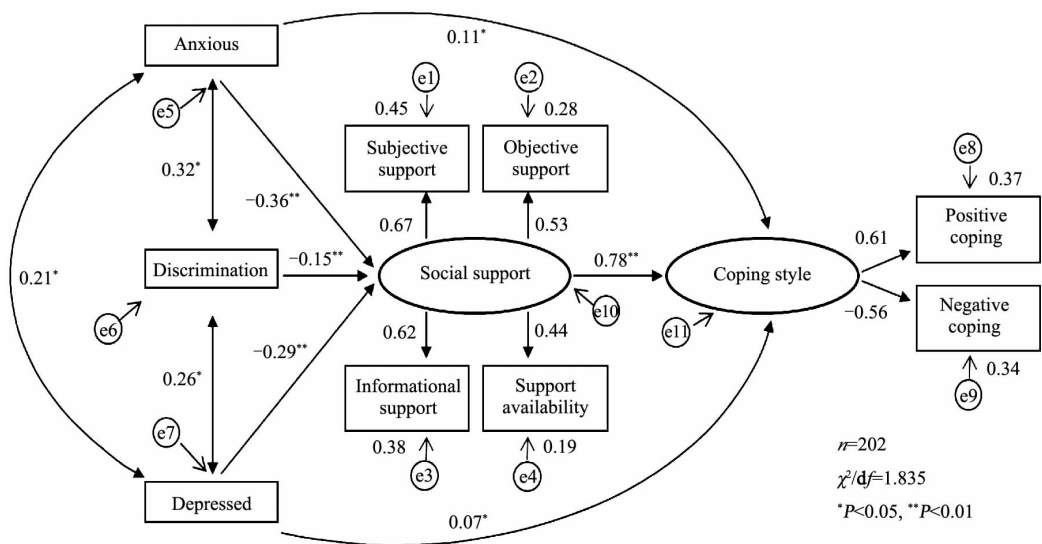 Anxious
0.11*
e1
e2
e5
0.45
0.28
Subjective
support
Objective
support
e8
0.37
0.32*
−0.36**
0.67
0.53
Positive
coping
0.61
Discrimination
−0.15**
Social support
0.78**
Coping style
0.21*
e6
e10
e11
−0.56
Negative
coping
0.62
0.44
−0.29**
0.26*
Informational
support
Support
availability
0.34
e9
e7
0.38
0.19
e3
e4
n=202
χ²/df=1.835
*P<0.05, **P<0.01
Depressed
0.07*